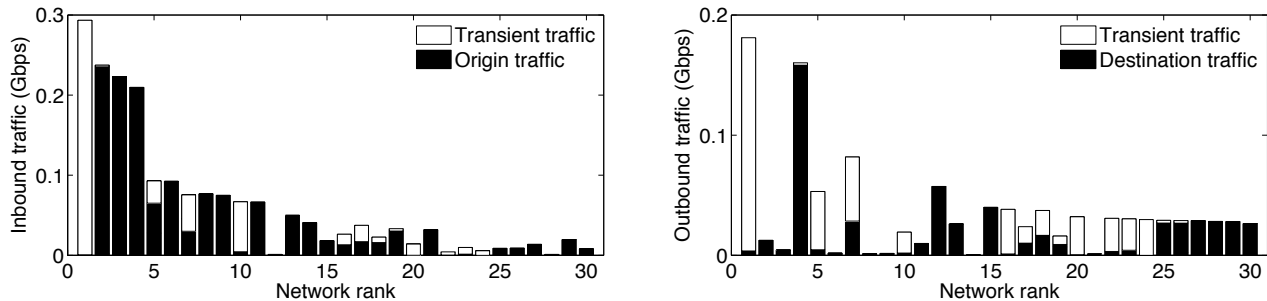 0.3
0.2
0.1
0
Inbound traffic (Gbps)
Transient traffic
Origin traffic
0 5 10 15 20 25 30
Network rank
0.2
0.1
0
Outbound traffic (Gbps)
Transient traffic
Destination traffic
0 5 10 15 20 25 30
Network rank